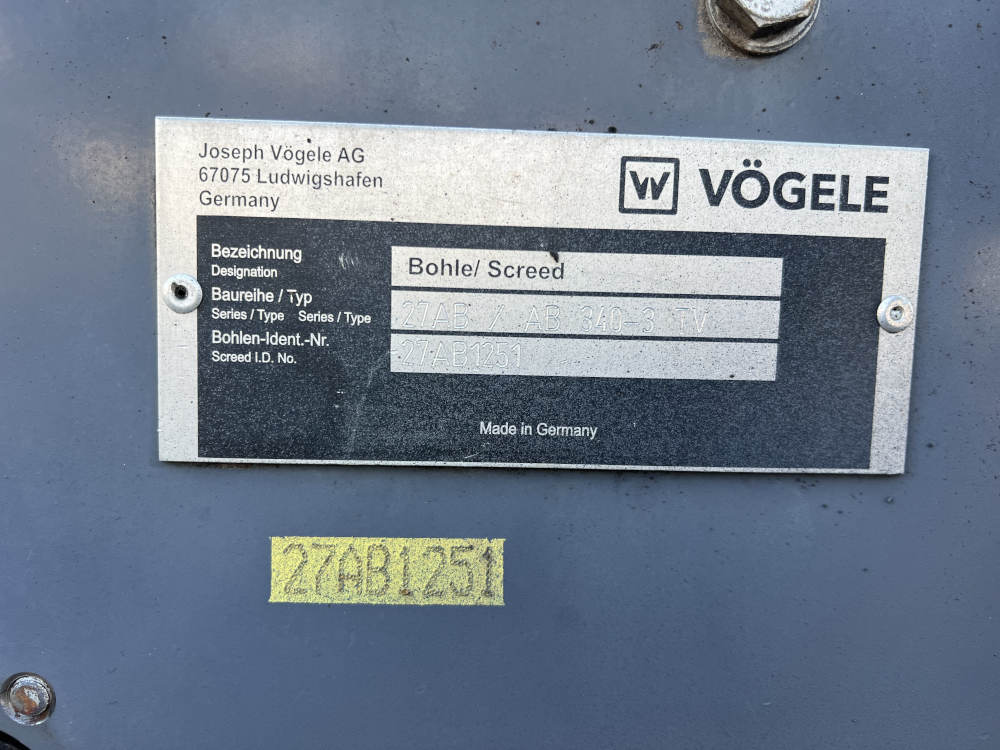 Joseph Vögele AG
67075 Ludwigshafen
Germany
W VÖGELE
Bezeichnung
Designation
Bohle/ Screed
Baureihe / Typ
Series / Type Series / Type
27AB / AB 340-3 TV
Bohlen-Ident.-Nr.
Screed I.D. No.
27AB1251
Made in Germany
27AB1251